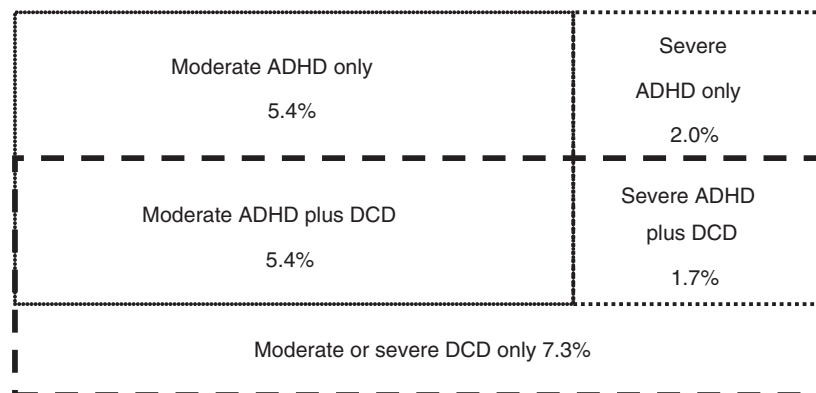 Moderate ADHD only
5.4%
Severe
ADHD only
2.0%
Moderate ADHD plus DCD
5.4%
Severe ADHD
plus DCD
1.7%
Moderate or severe DCD only 7.3%